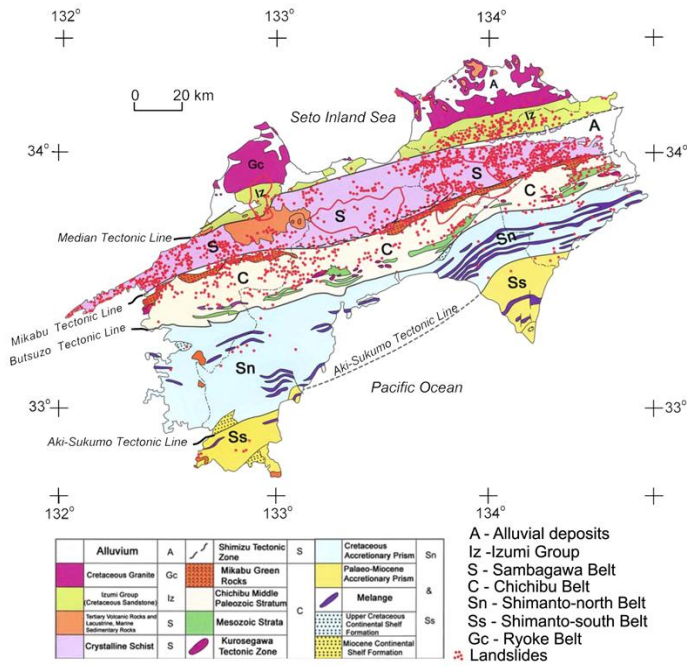 132°
133°
134°
0 20 km
Seto Inland Sea
A
Iz
A
34°
34°
Gc
Iz
S
S
C
Median Tectonic Line
S
C
Sn
C
Ss
Mikabu Tectonic Line
Butsuzo Tectonic Line
Aki-Sukumo Tectonic Line
Sn
Pacific Ocean
33°
33°
Aki-Sukumo Tectonic Line
Ss
132°
133°
134°
Alluvium A
Cretaceous Granite Gc
Izumi Group
(Cretaceous Sandstone) Iz
Tertiary Volcanic Rocks and
Lacustrine, Marine
Sedimentary Rocks S
Crystalline Schist S
Shimizu Tectonic
Zone S
Mikabu Green
Rocks
Chichibu Middle
Paleozoic Stratum
Mesozoic Strata
Kurosegawa
Tectonic Zone
C
Cretaceous
Accretionary Prism Sn
Palaeo-Miocene
Accretionary Prism
Melange
&
Upper Cretaceous
Continental Shelf
Formation
Ss
Miocene Continental
Shelf Formation
A - Alluvial deposits
Iz -Izumi Group
S - Sambagawa Belt
C - Chichibu Belt
Sn - Shimanto-north Belt
Ss - Shimanto-south Belt
Gc - Ryoke Belt
Landslides